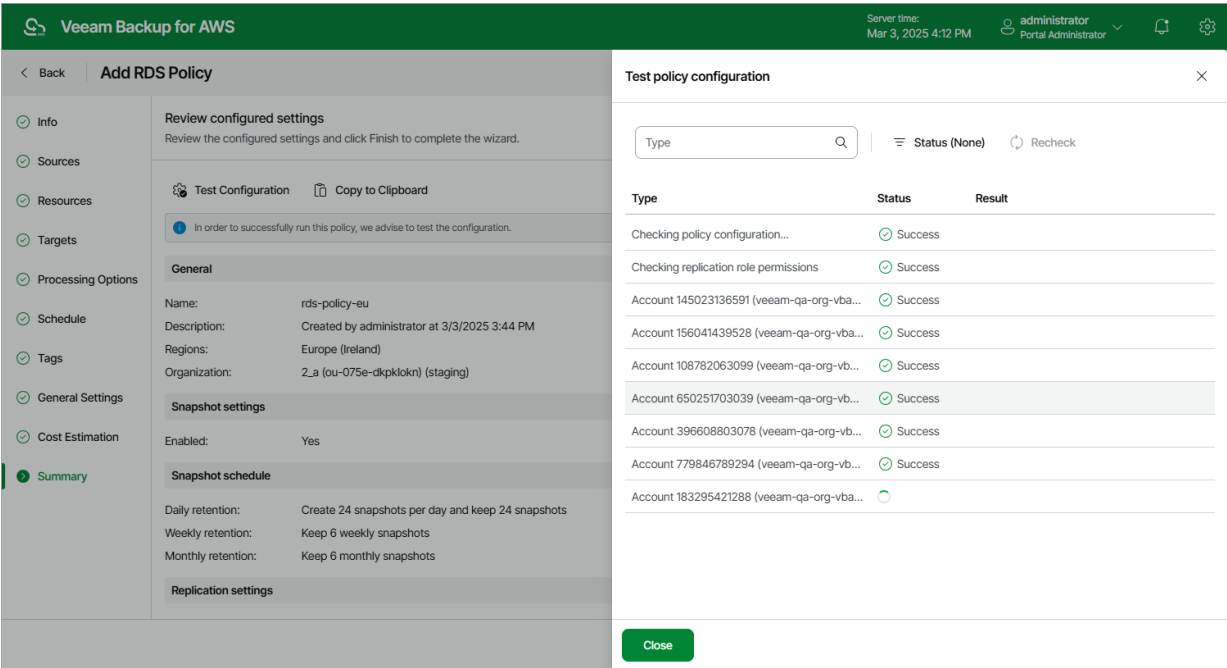 Veeam Backup for AWS
Server time:
Mar 3, 2025 4:12 PM
administrator
Portal Administrator
Back
Add RDS Policy
Info
Sources
Resources
Targets
Processing Options
Schedule
Tags
General Settings
Cost Estimation
Summary
Review configured settings
Review the configured settings and click Finish to complete the wizard.
Test Configuration Copy to Clipboard
In order to successfully run this policy, we advise to test the configuration.
General
Name: rds-policy-eu
Description: Created by administrator at 3/3/2025 3:44 PM
Regions: Europe (Ireland)
Organization: 2_a (ou-075e-dkpklokn) (staging)
Snapshot settings
Enabled: Yes
Snapshot schedule
Daily retention: Create 24 snapshots per day and keep 24 snapshots
Weekly retention: Keep 6 weekly snapshots
Monthly retention: Keep 6 monthly snapshots
Replication settings
Test policy configuration
Type Status (None) Recheck
Type Status Result
Checking policy configuration... Success
Checking replication role permissions Success
Account 145023136591 (veeam-qa-org-vba... Success
Account 156041439528 (veeam-qa-org-vba... Success
Account 108782063099 (veeam-qa-org-vb... Success
Account 650251703039 (veeam-qa-org-vb... Success
Account 396608803078 (veeam-qa-org-vb... Success
Account 779846789294 (veeam-qa-org-vb... Success
Account 183295421288 (veeam-qa-org-vba...
Close